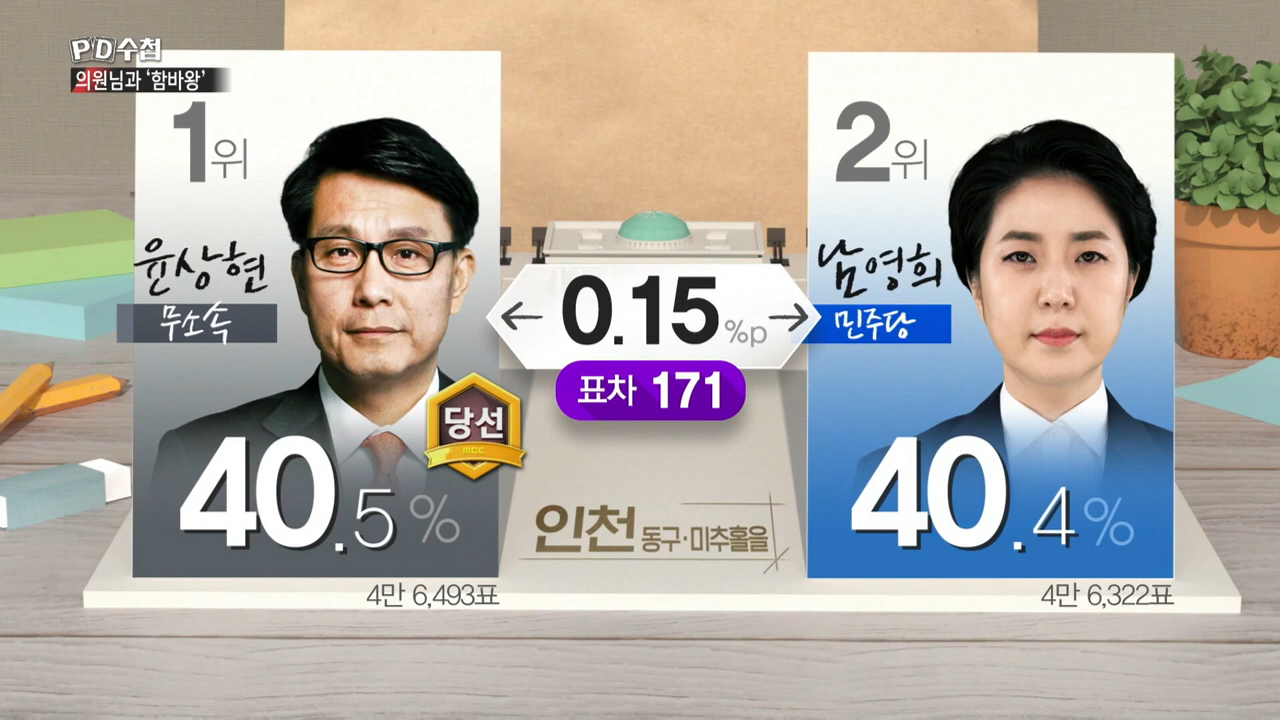 PD수첩
의원님과 '함바왕'
1위
윤상현
무소속
당선
MBC
40.5%
4만 6,493표
0.15%p
표차 171
인천 동구·미추홀을
2위
남영희
민주당
40.4%
4만 6,322표